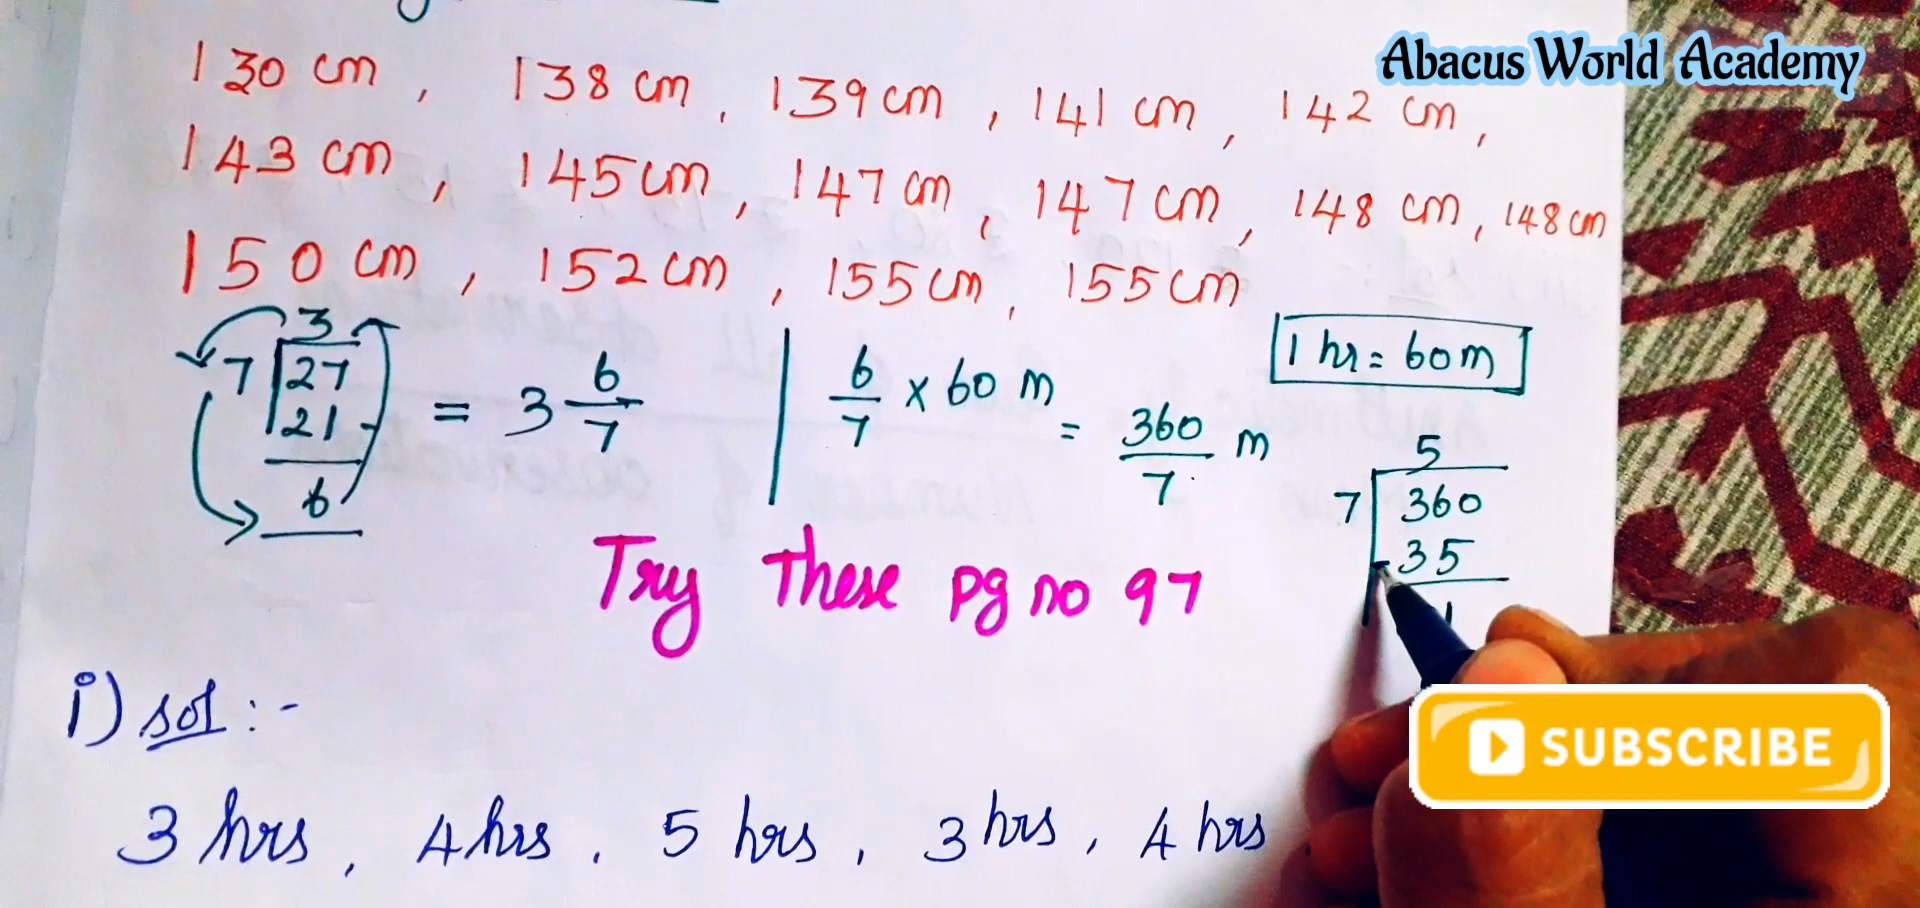 Abacus World Academy
130 cm, 138 cm, 139 cm, 141 cm, 142 cm,
143 cm, 145 cm, 147 cm, 147 cm, 148 cm, 148 cm
150 cm, 152 cm, 155 cm, 155 cm
3
7 27
21
6
= 3 6/7
6/7 × 60 m = 360/7 m
1 hr = 60m
5
7 360
- 35
1
Try These pg no 97
i) sol :-
3 hrs, 4 hrs, 5 hrs, 3 hrs, 4 hrs
SUBSCRIBE